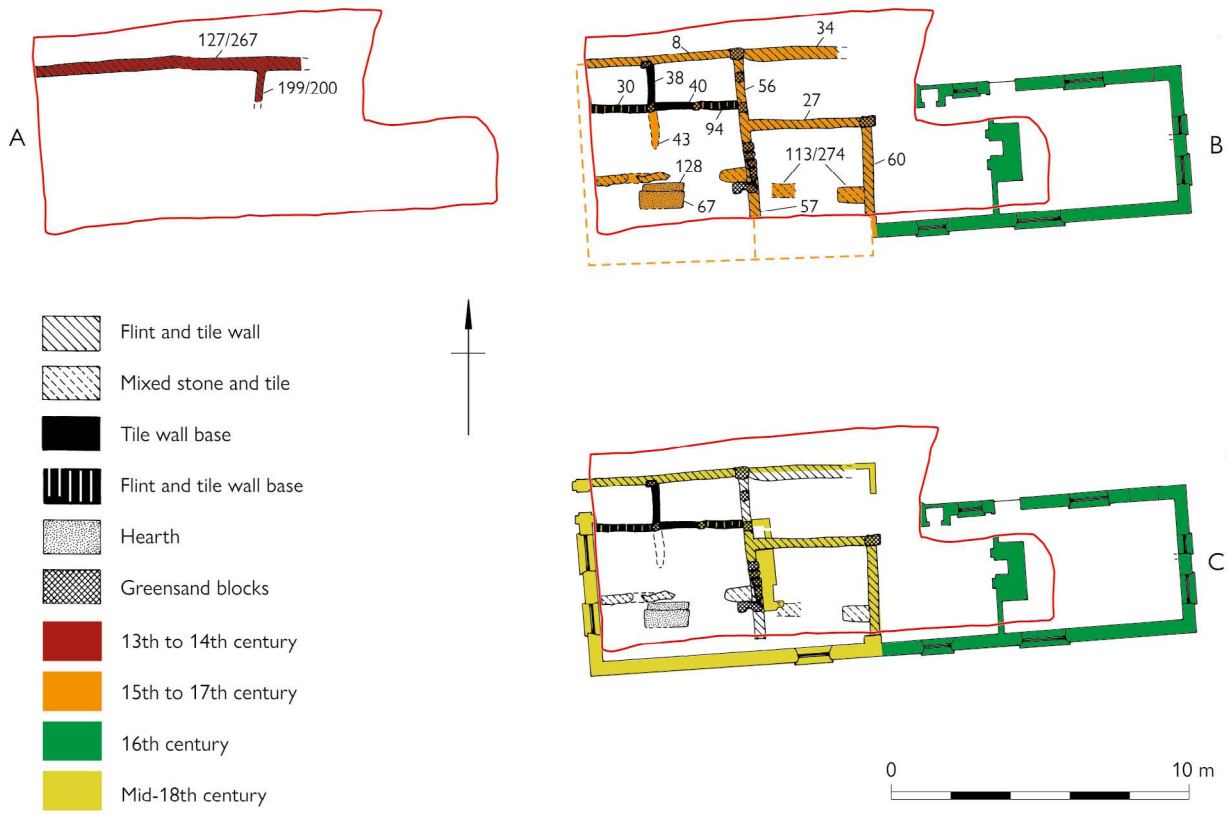 127/267
199/200
A
8
34
38
30
40
56
94
27
43
128
113/274
60
67
57
B
Flint and tile wall
Mixed stone and tile
Tile wall base
Flint and tile wall base
Hearth
Greensand blocks
13th to 14th century
15th to 17th century
16th century
Mid-18th century
C
0
10 m